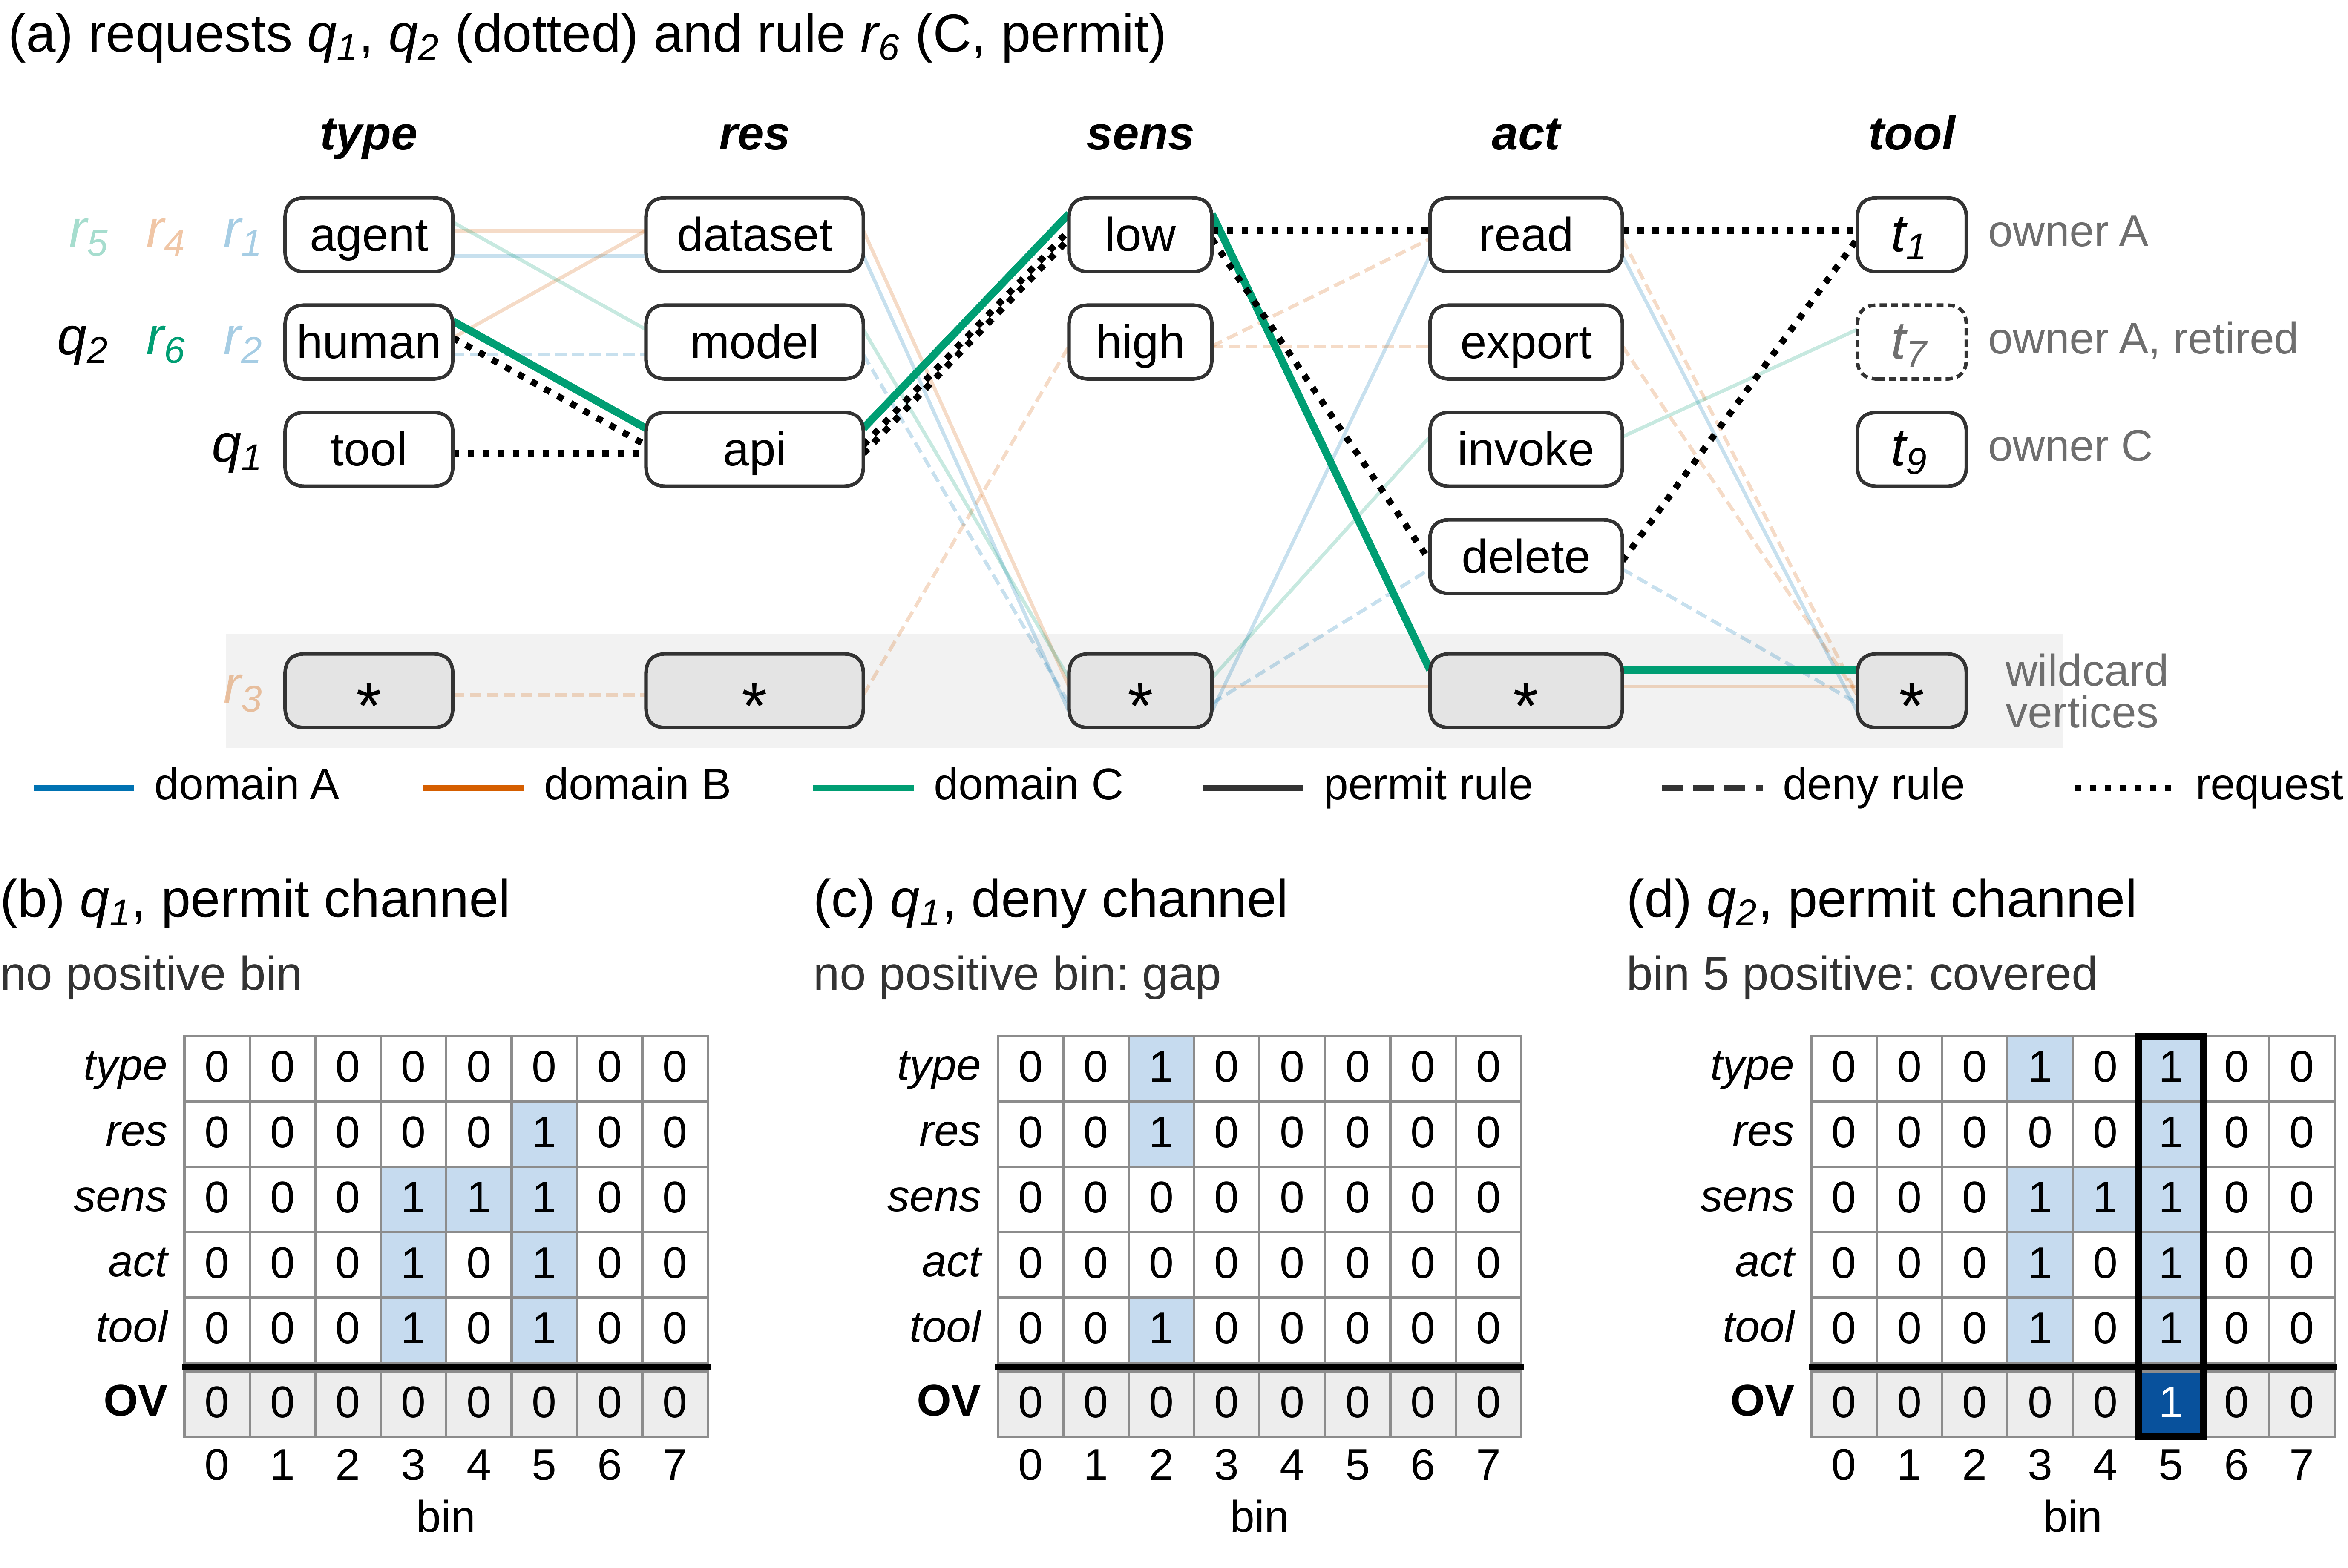 (a) requests q1, q2 (dotted) and rule r6 (C, permit)
type res sens act tool
r5 r4 r1 agent dataset low read t1 owner A
q2 r6 r2 human model high export t7 owner A, retired
q1 tool api invoke t9 owner C
delete
r3 * * * * * wildcard
vertices
domain A domain B domain C permit rule deny rule request
(b) q1, permit channel
no positive bin
type 0 0 0 0 0 0 0 0
res 0 0 0 0 0 1 0 0
sens 0 0 0 1 1 1 0 0
act 0 0 0 1 0 1 0 0
tool 0 0 0 1 0 1 0 0
OV 0 0 0 0 0 0 0 0
0 1 2 3 4 5 6 7
bin
(c) q1, deny channel
no positive bin: gap
type 0 0 1 0 0 0 0 0
res 0 0 1 0 0 0 0 0
sens 0 0 0 0 0 0 0 0
act 0 0 0 0 0 0 0 0
tool 0 0 1 0 0 0 0 0
OV 0 0 0 0 0 0 0 0
0 1 2 3 4 5 6 7
bin
(d) q2, permit channel
bin 5 positive: covered
type 0 0 0 1 0 1 0 0
res 0 0 0 0 0 1 0 0
sens 0 0 0 1 1 1 0 0
act 0 0 0 1 0 1 0 0
tool 0 0 0 1 0 1 0 0
OV 0 0 0 0 0 1 0 0
0 1 2 3 4 5 6 7
bin